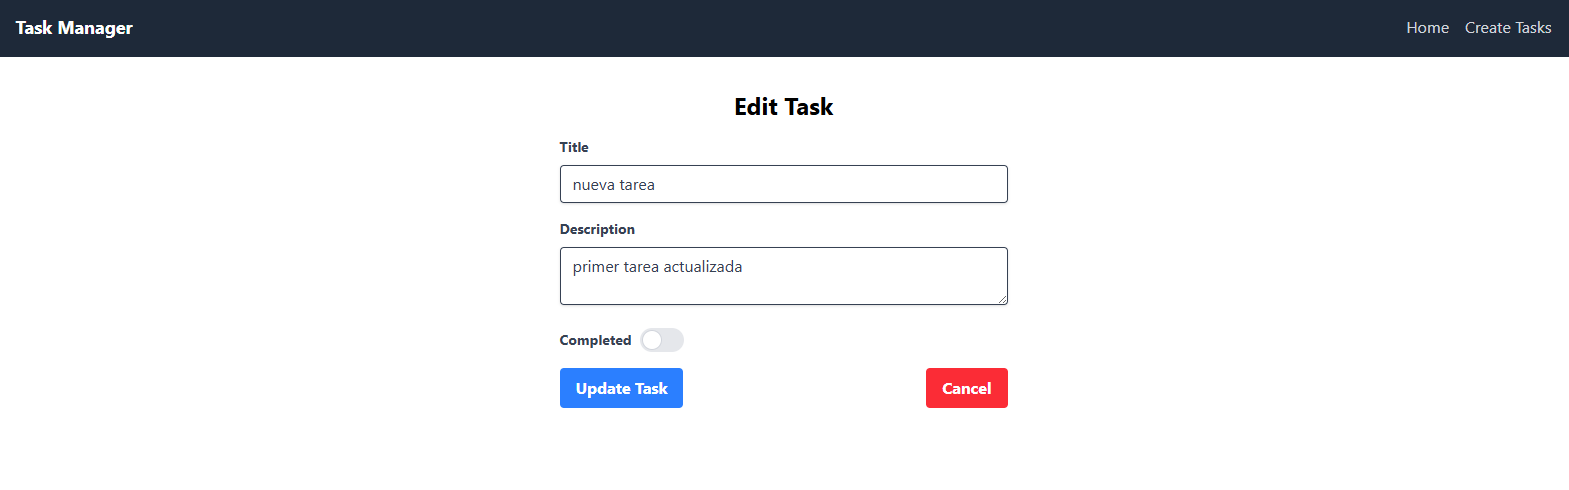 Task Manager Home Create Tasks
Edit Task
Title
nueva tarea
Description
primer tarea actualizada
Completed
Update Task Cancel